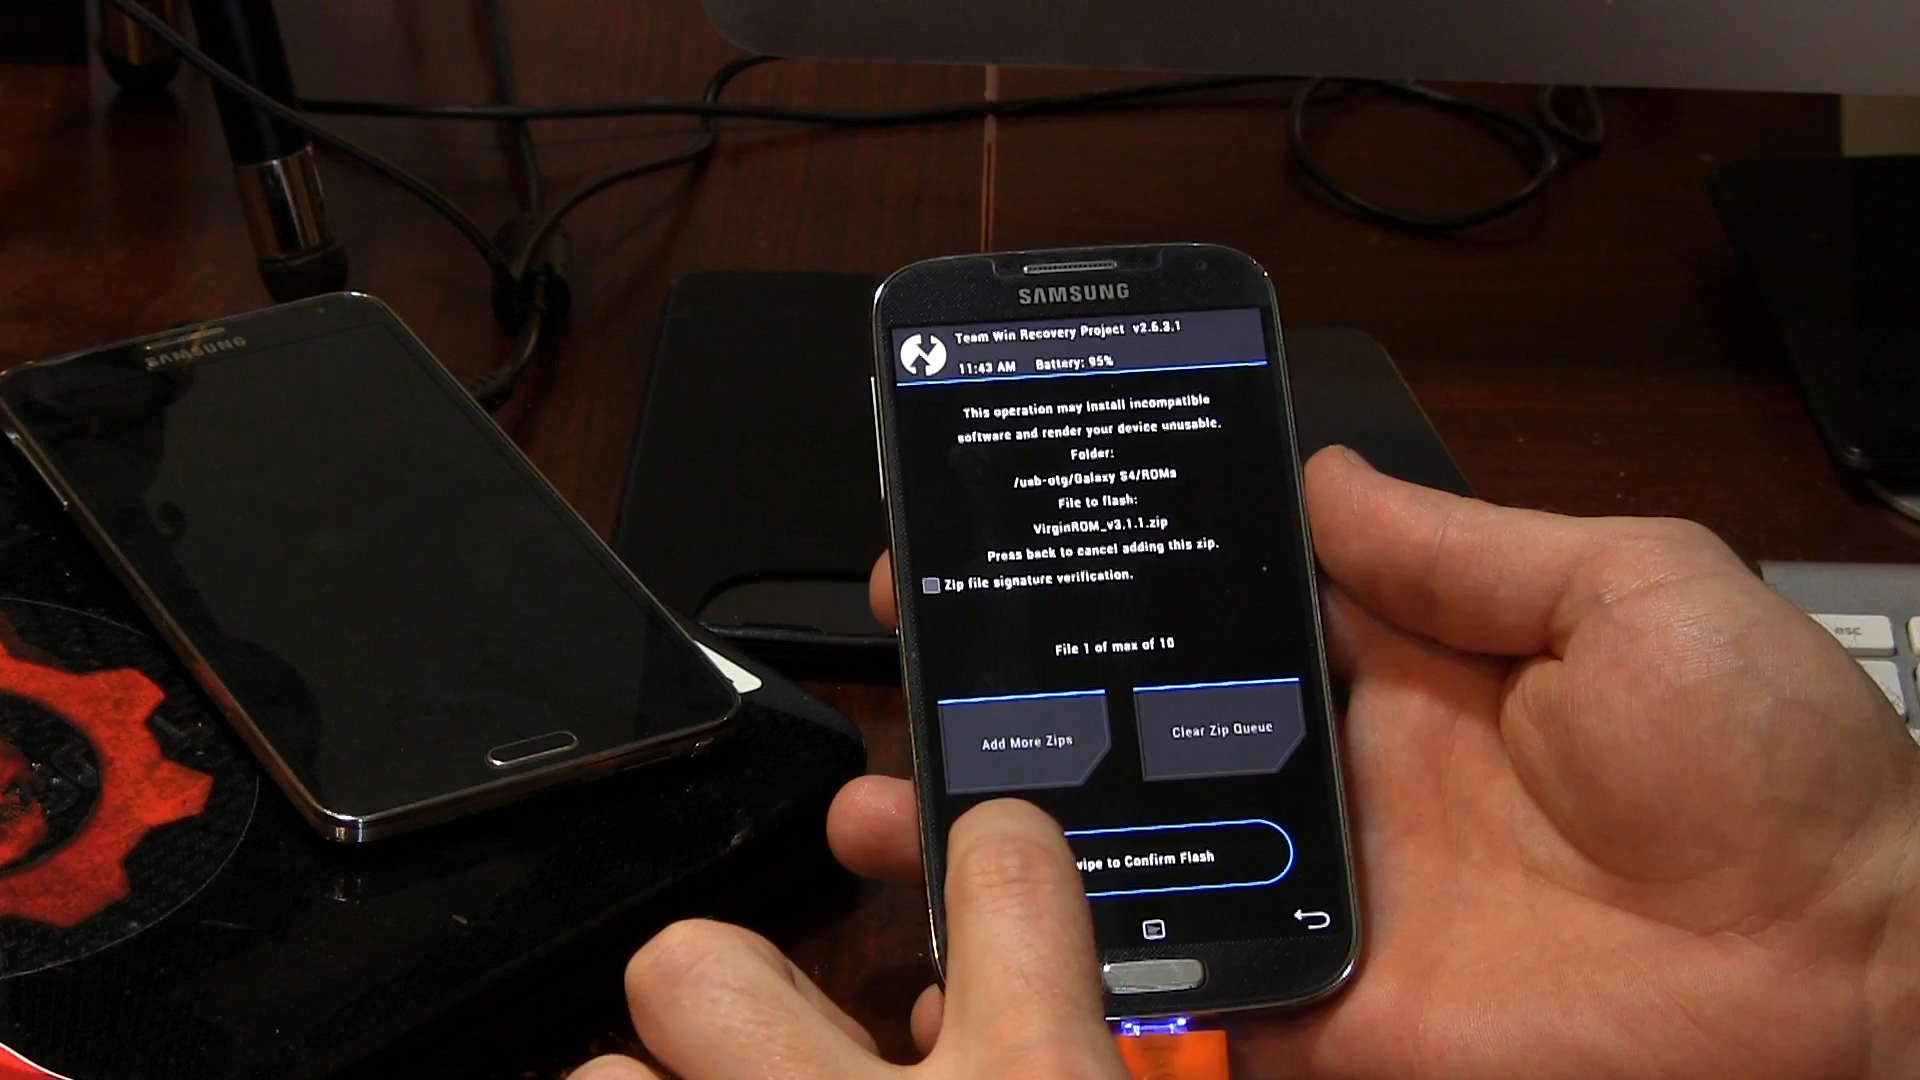 SAMSUNG
SAMSUNG
Team Win Recovery Project v2.6.3.1
11:43 AM Battery: 95%
This operation may install incompatible
software and render your device unusable.
Folder:
/usb-otg/Galaxy S4/ROMs
File to flash:
VirginROM_v3.1.1.zip
Press back to cancel adding this zip.
Zip file signature verification.
File 1 of max of 10
Add More Zips
Clear Zip Queue
wipe to Confirm Flash
esc